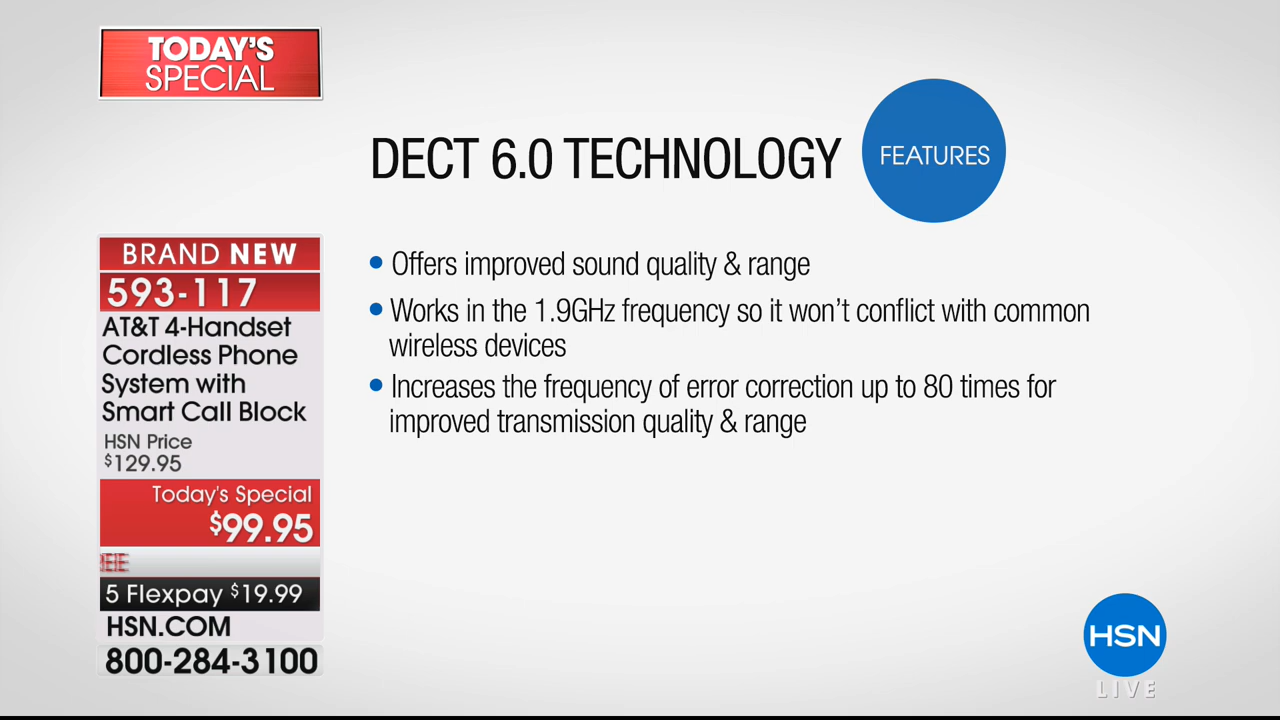 TODAY'S
SPECIAL
DECT 6.0 TECHNOLOGY
FEATURES
• Offers improved sound quality & range
• Works in the 1.9GHz frequency so it won't conflict with common
wireless devices
• Increases the frequency of error correction up to 80 times for
improved transmission quality & range
BRAND NEW
593-117
AT&T 4-Handset
Cordless Phone
System with
Smart Call Block
HSN Price
$129.95
Today's Special
$99.95
5 Flexpay $19.99
HSN.COM
800-284-3100
HSN
LIVE